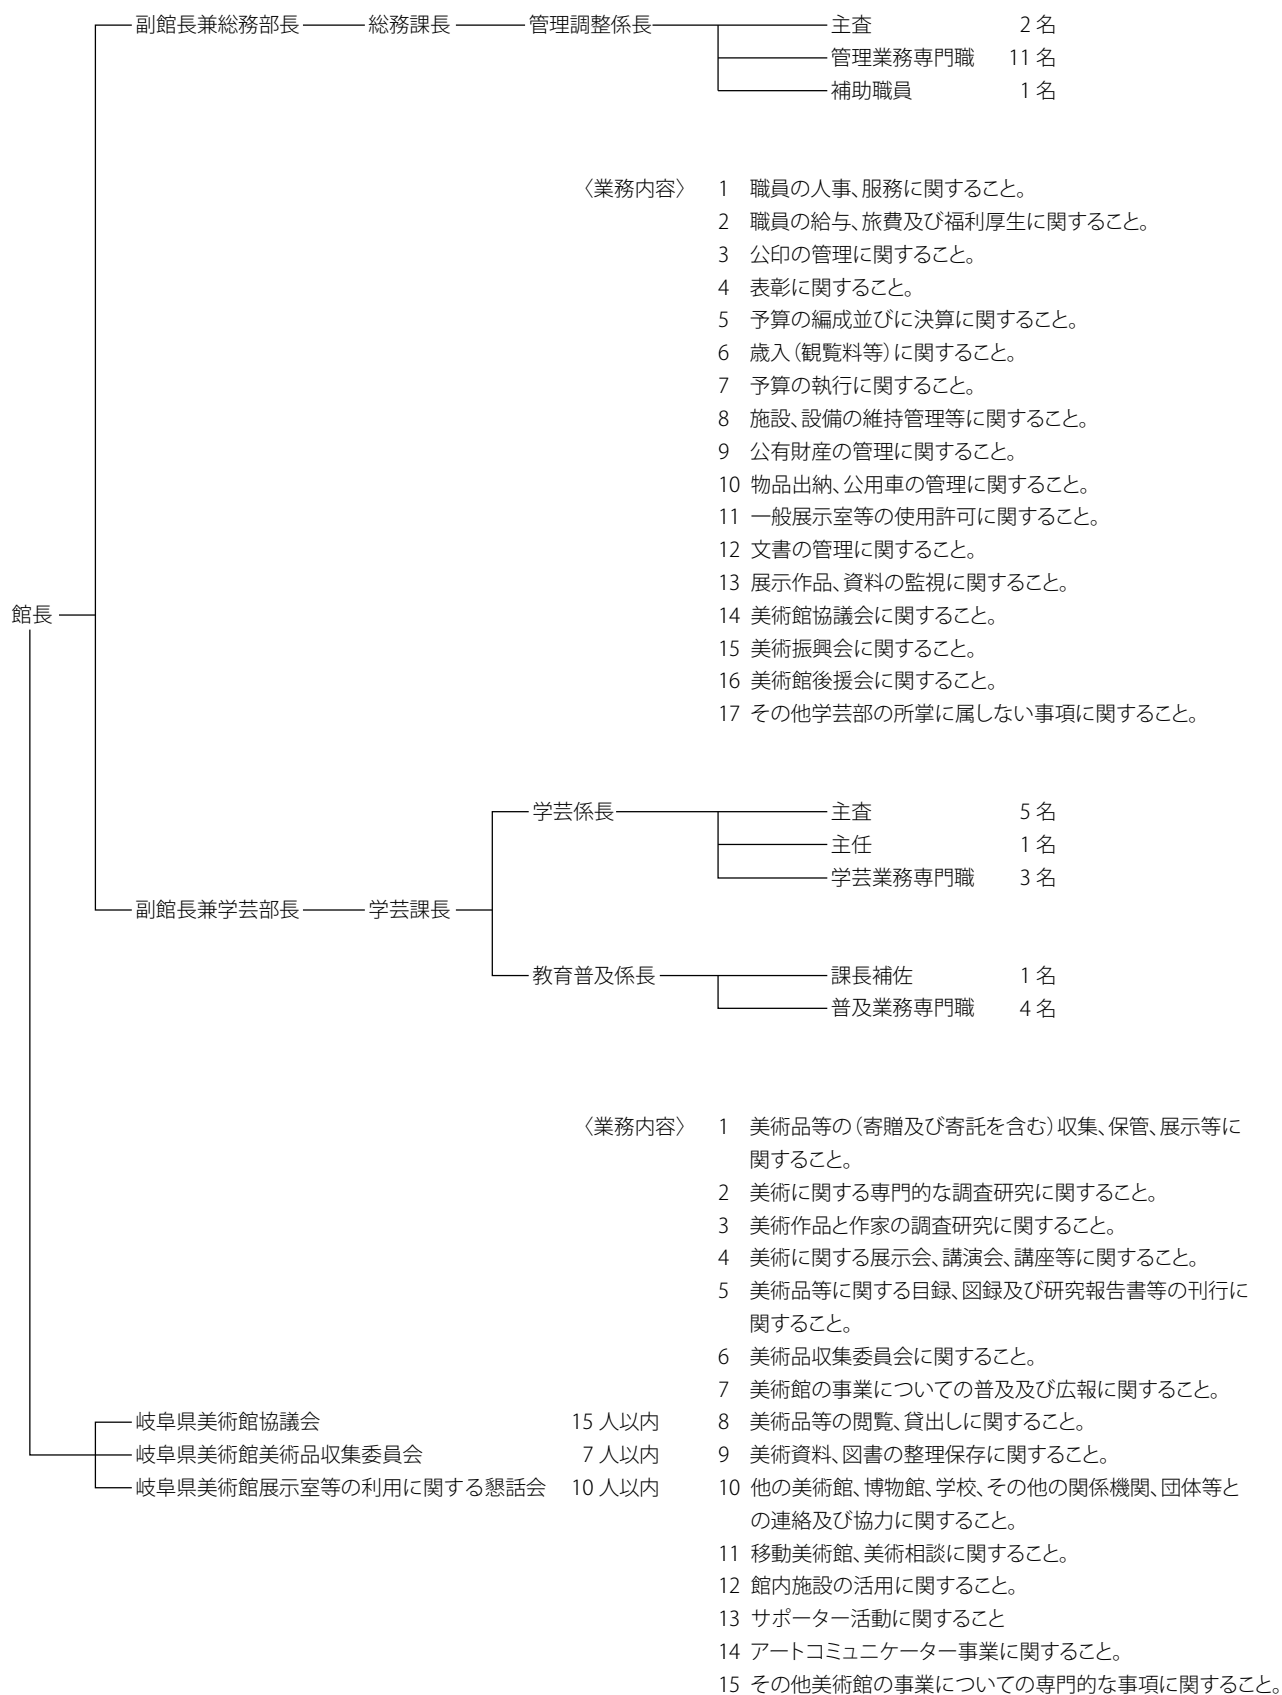 副館長兼総務部長 総務課長 管理調整係長 主査 2名
管理業務専門職 11名
補助職員 1名
〈業務内容〉 1 職員の人事、服務に関すること。
2 職員の給与、旅費及び福利厚生に関すること。
3 公印の管理に関すること。
4 表彰に関すること。
5 予算の編成並びに決算に関すること。
6 歳入(観覧料等)に関すること。
7 予算の執行に関すること。
8 施設、設備の維持管理等に関すること。
9 公有財産の管理に関すること。
10 物品出納、公用車の管理に関すること。
11 一般展示室等の使用許可に関すること。
12 文書の管理に関すること。
13 展示作品、資料の監視に関すること。
館長
14 美術館協議会に関すること。
15 美術振興会に関すること。
16 美術館後援会に関すること。
17 その他学芸部の所掌に属しない事項に関すること。
学芸係長 主査 5名
主任 1名
学芸業務専門職 3名
副館長兼学芸部長 学芸課長
教育普及係長 課長補佐 1名
普及業務専門職 4名
〈業務内容〉 1 美術品等の(寄贈及び寄託を含む)収集、保管、展示等に
関すること。
2 美術に関する専門的な調査研究に関すること。
3 美術作品と作家の調査研究に関すること。
4 美術に関する展示会、講演会、講座等に関すること。
5 美術品等に関する目録、図録及び研究報告書等の刊行に
関すること。
6 美術品収集委員会に関すること。
7 美術館の事業についての普及及び広報に関すること。
岐阜県美術館協議会 15人以内
8 美術品等の閲覧、貸出しに関すること。
岐阜県美術館美術品収集委員会 7人以内
9 美術資料、図書の整理保存に関すること。
岐阜県美術館展示室等の利用に関する懇話会 10人以内
10 他の美術館、博物館、学校、その他の関係機関、団体等と
の連絡及び協力に関すること。
11 移動美術館、美術相談に関すること。
12 館内施設の活用に関すること。
13 サポーター活動に関すること
14 アートコミュニケーター事業に関すること。
15 その他美術館の事業についての専門的な事項に関すること。